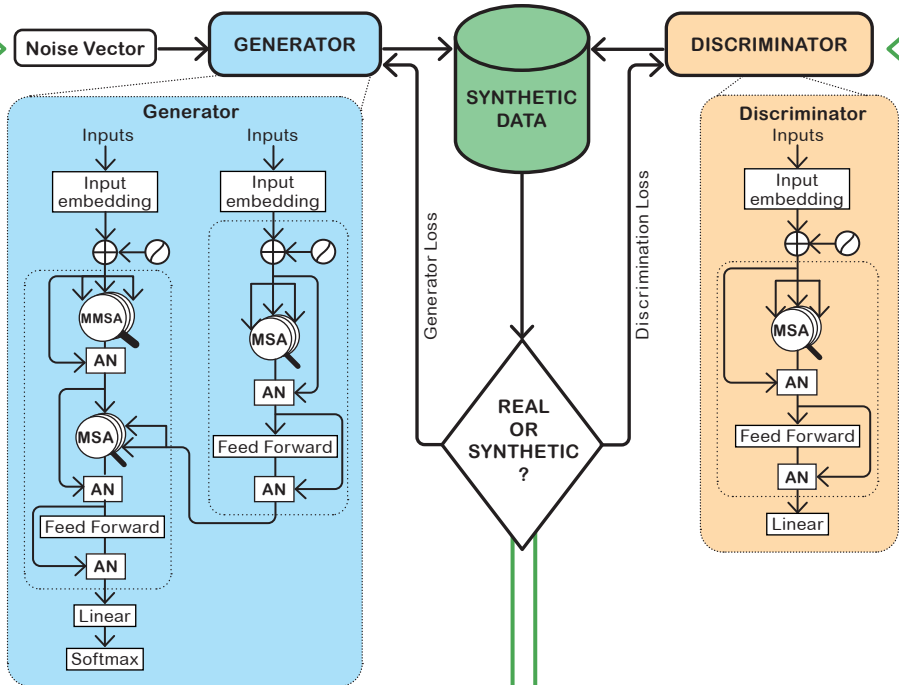 Noise Vector
GENERATOR
SYNTHETIC
DATA
DISCRIMINATOR
Generator
Inputs
Input
embedding
MMSA
AN
MSA
AN
Feed Forward
AN
Linear
Softmax
Inputs
Input
embedding
MSA
AN
Feed Forward
AN
Generator Loss
Discrimination Loss
REAL
OR
SYNTHETIC
?
Discriminator
Inputs
Input
embedding
MSA
AN
Feed Forward
AN
Linear